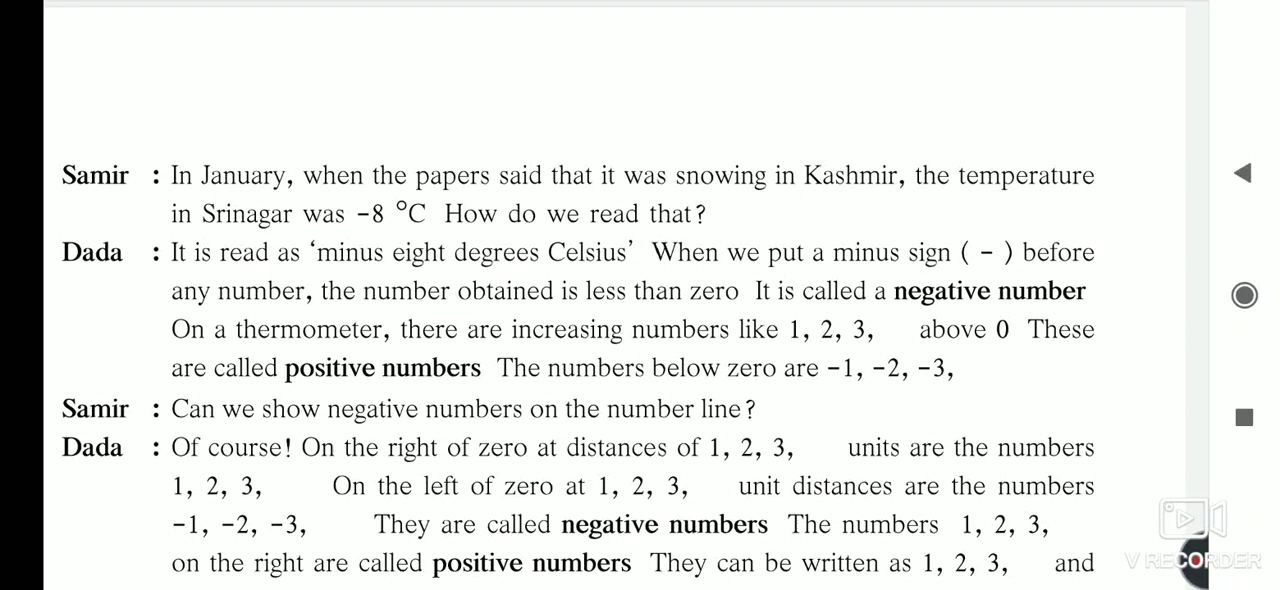 Samir : In January, when the papers said that it was snowing in Kashmir, the temperature
in Srinagar was -8 °C How do we read that?
Dada : It is read as ‘minus eight degrees Celsius’ When we put a minus sign ( - ) before
any number, the number obtained is less than zero It is called a negative number
On a thermometer, there are increasing numbers like 1, 2, 3, above 0 These
are called positive numbers The numbers below zero are -1, -2, -3,
Samir : Can we show negative numbers on the number line?
Dada : Of course! On the right of zero at distances of 1, 2, 3, units are the numbers
1, 2, 3, On the left of zero at 1, 2, 3, unit distances are the numbers
-1, -2, -3, They are called negative numbers The numbers 1, 2, 3,
on the right are called positive numbers They can be written as 1, 2, 3, and
V RECORDER